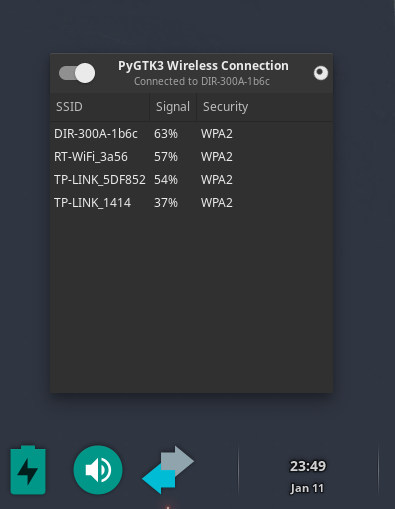 PyGTK3 Wireless Connection
Connected to DIR-300A-1b6c
SSID Signal Security
DIR-300A-1b6c 63% WPA2
RT-WiFi_3a56 57% WPA2
TP-LINK_5DF852 54% WPA2
TP-LINK_1414 37% WPA2
23:49
Jan 11